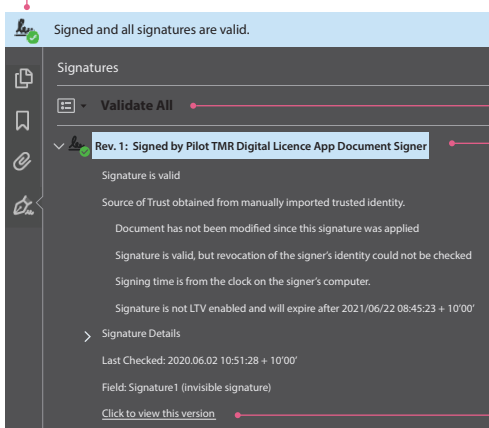 Signed and all signatures are valid.
Signatures
Validate All
Rev. 1: Signed by Pilot TMR Digital Licence App Document Signer
Signature is valid
Source of Trust obtained from manually imported trusted identity.
Document has not been modified since this signature was applied
Signature is valid, but revocation of the signer's identity could not be checked
Signing time is from the clock on the signer's computer.
Signature is not LTV enabled and will expire after 2021/06/22 08:45:23 + 10'00'
Signature Details
Last Checked: 2020.06.02 10:51:28 + 10'00'
Field: Signature1 (invisible signature)
Click to view this version